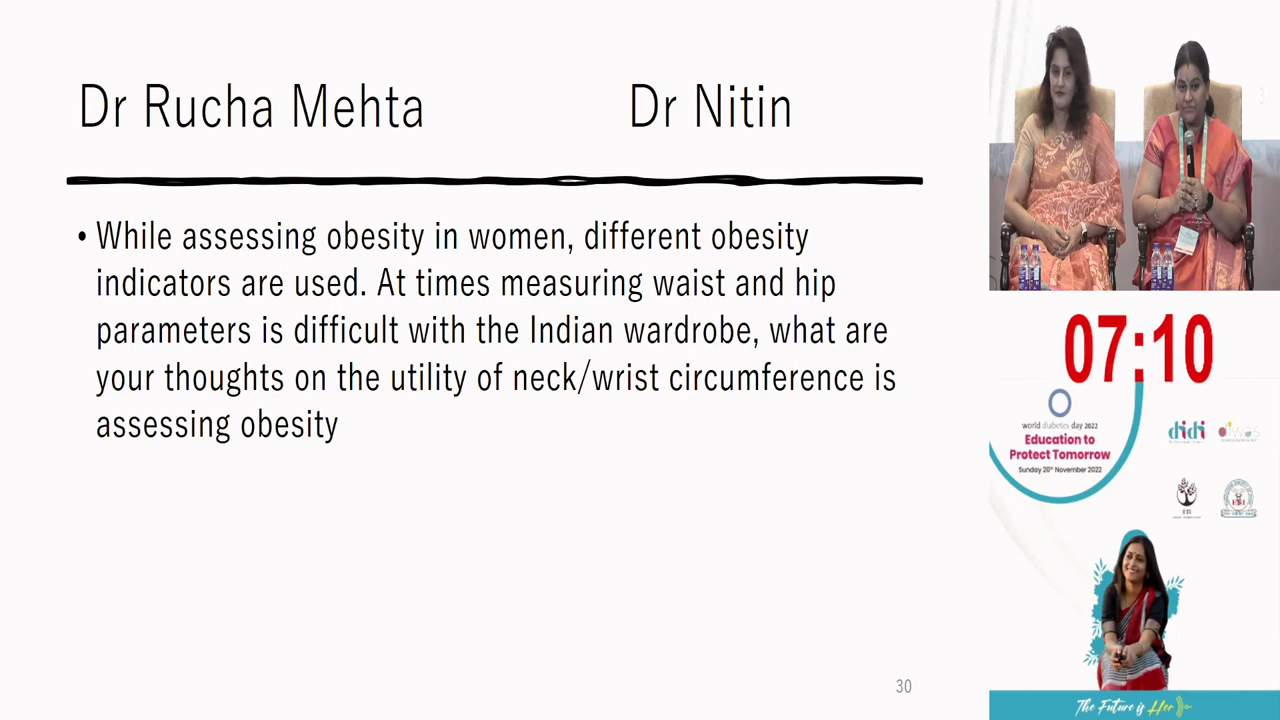 Dr Rucha Mehta Dr Nitin
• While assessing obesity in women, different obesity
indicators are used. At times measuring waist and hip
parameters is difficult with the Indian wardrobe, what are
your thoughts on the utility of neck/wrist circumference is
assessing obesity
30
07:10
world diabetes day 2022
Education to
Protect Tomorrow
Sunday 20th November 2022
didi
The Future is Her